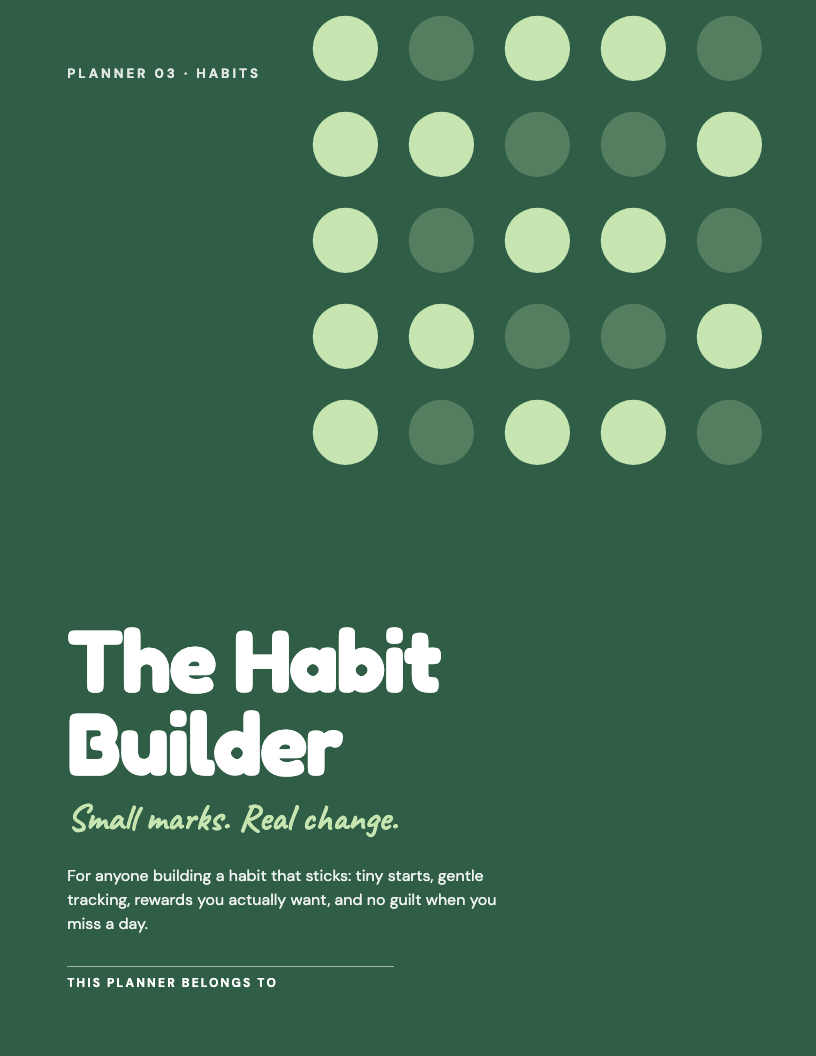 PLANNER 03 · HABITS
The Habit
Builder
Small marks. Real change.
For anyone building a habit that sticks: tiny starts, gentle
tracking, rewards you actually want, and no guilt when you
miss a day.
THIS PLANNER BELONGS TO